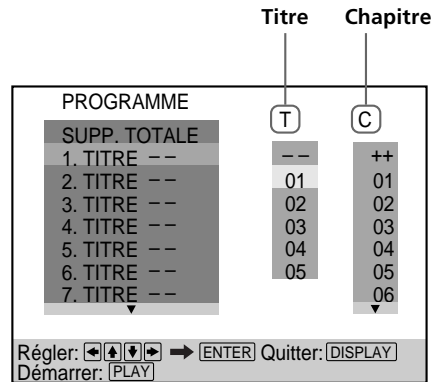 Titre Chapitre
PROGRAMME
T C
SUPP. TOTALE
1. TITRE – – – – ++
2. TITRE – – 01 01
3. TITRE – – 02 02
4. TITRE – – 03 03
5. TITRE – – 04 04
6. TITRE – – 05 05
7. TITRE – – 06
Régler: ENTER Quitter: DISPLAY
Démarrer: PLAY